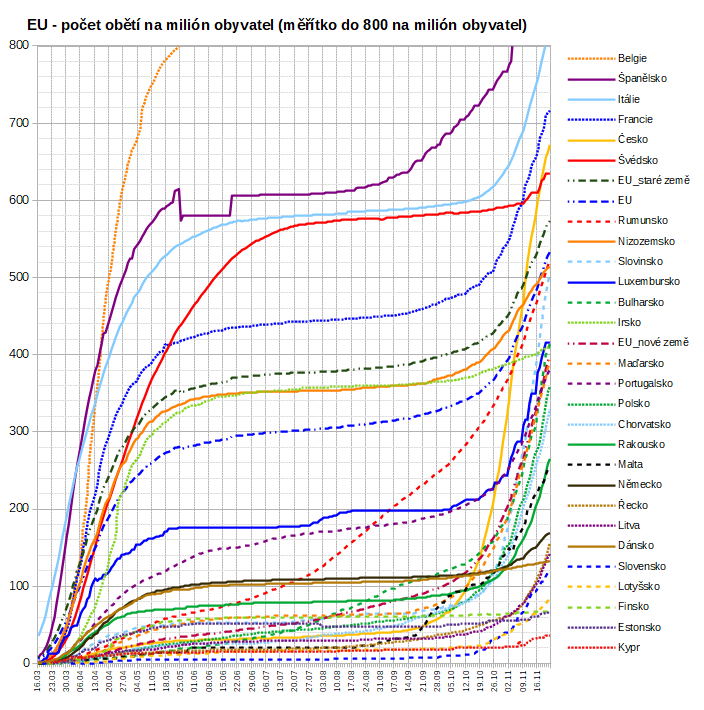 EU - počet obětí na milión obyvatel (měřítko do 800 na milión obyvatel)
800
700
600
500
400
300
200
100
0
16.03
23.03
30.03
06.04
13.04
20.04
27.04
04.05
11.05
18.05
25.05
01.06
08.06
15.06
22.06
29.06
06.07
13.07
20.07
27.07
03.08
10.08
17.08
24.08
31.08
07.09
14.09
21.09
28.09
05.10
12.10
19.10
26.10
02.11
09.11
16.11
Belgie
Španělsko
Itálie
Francie
Česko
Švédsko
EU_staré země
EU
Rumunsko
Nizozemsko
Slovinsko
Luxembursko
Bulharsko
Irsko
EU_nové země
Maďarsko
Portugalsko
Polsko
Chorvatsko
Rakousko
Malta
Německo
Řecko
Litva
Dánsko
Slovensko
Lotyšsko
Finsko
Estonsko
Kypr